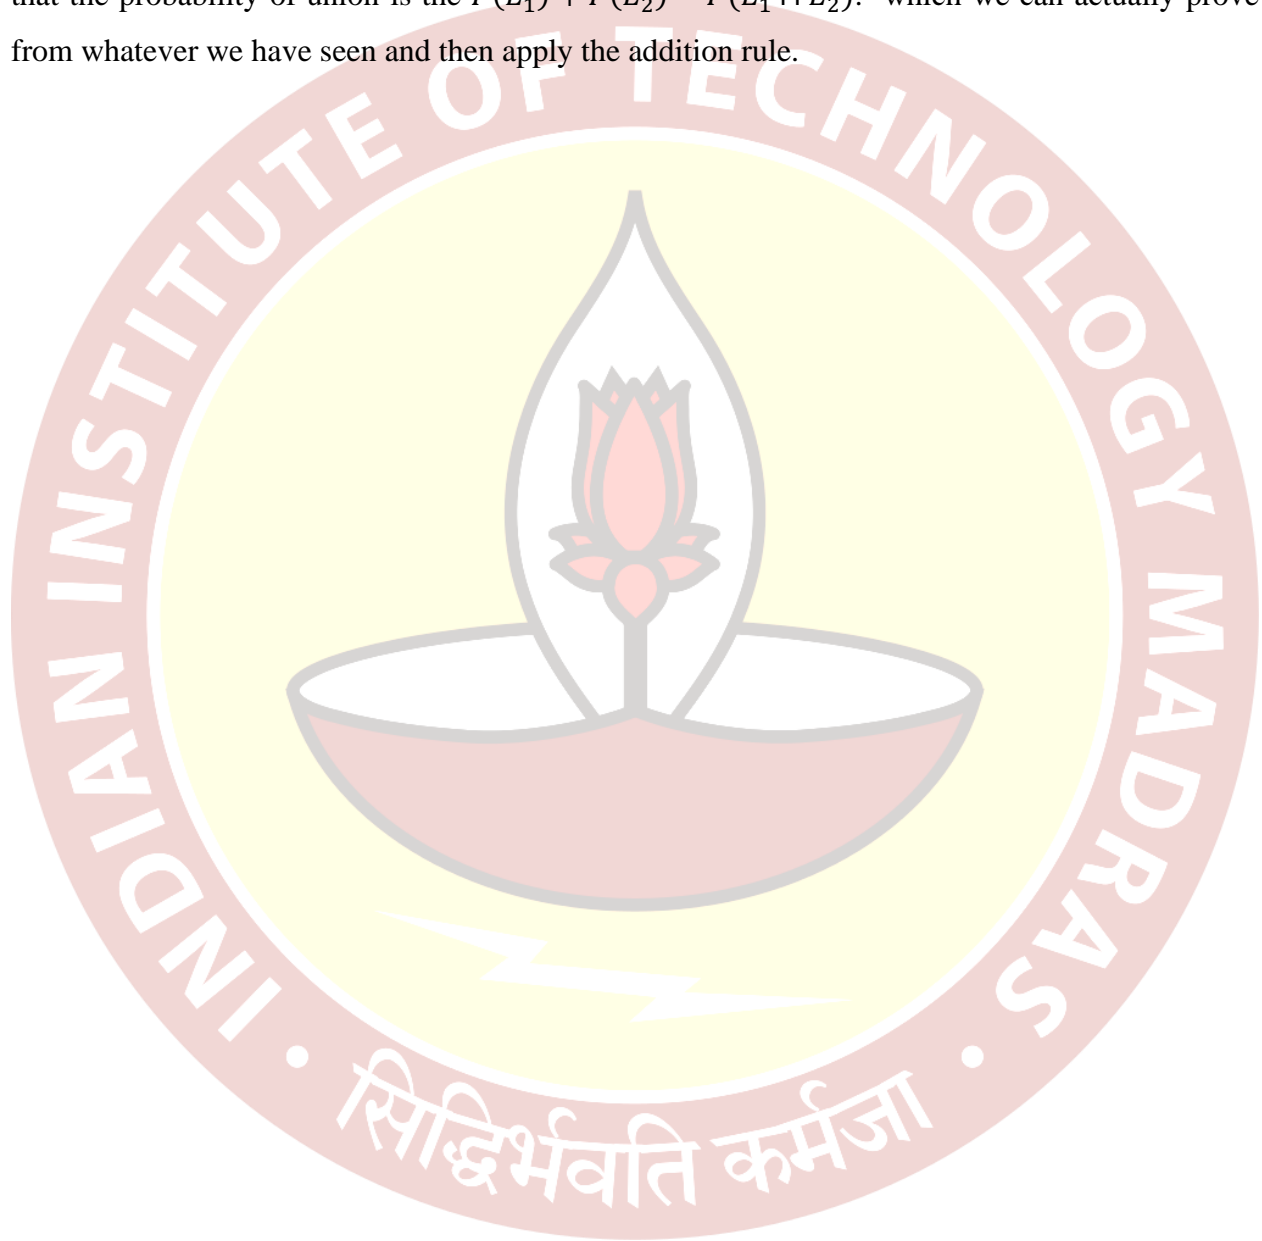 that the probability of union is the P(E₁) + P(E₂) − P(E₁∩E₂). which we can actually prove
from whatever we have seen and then apply the addition rule.
INDIAN INSTITUTE OF TECHNOLOGY MADRAS
सिद्धिर्भवति कर्मजा